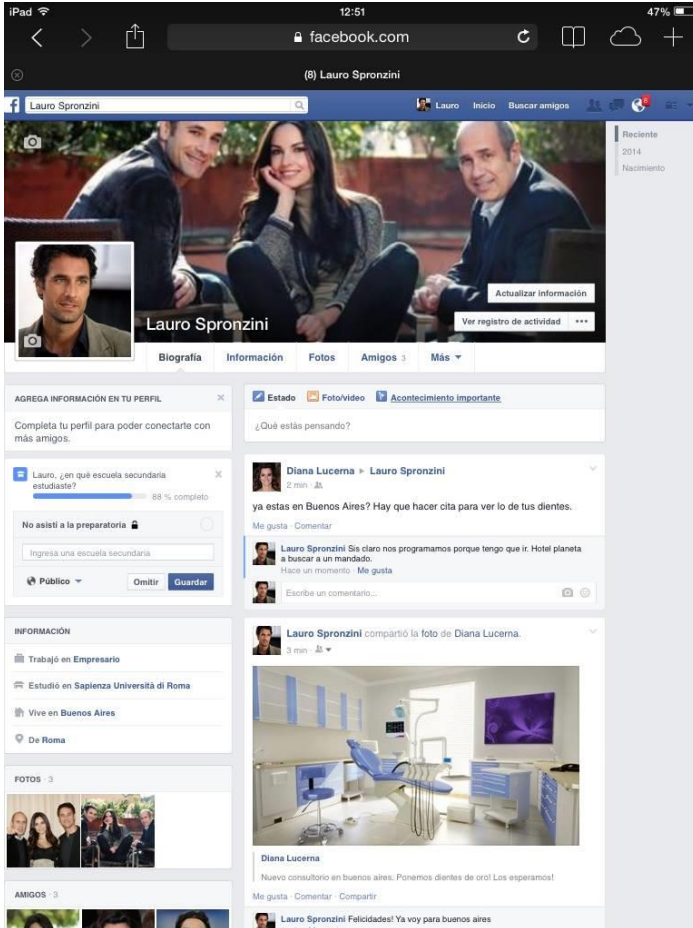 iPad
12:51
47%
facebook.com
(8) Lauro Spronzini
f
Lauro Spronzini
Lauro Inicio Buscar amigos
8
Reciente
2014
Nacimiento
Actualizar información
Lauro Spronzini
Ver registro de actividad ...
Biografía Información Fotos Amigos 3 Más
AGREGA INFORMACIÓN EN TU PERFIL
Completa tu perfil para poder conectarte con
más amigos.
Lauro, ¿en qué escuela secundaria
estudiaste?
88 % completo
No asistí a la preparatoria
Ingresa una escuela secundaria
Público Omitir Guardar
INFORMACIÓN
Trabajó en Empresario
Estudió en Sapienza Università di Roma
Vive en Buenos Aires
De Roma
FOTOS · 3
AMIGOS · 3
Estado Foto/video Acontecimiento importante
¿Qué estás pensando?
Diana Lucerna ▸ Lauro Spronzini
2 min ·
ya estas en Buenos Aires? Hay que hacer cita para ver lo de tus dientes.
Me gusta · Comentar
Lauro Spronzini Sis claro nos programamos porque tengo que ir. Hotel planeta
a buscar a un mandado.
Hace un momento · Me gusta
Escribe un comentario...
Lauro Spronzini compartió la foto de Diana Lucerna.
3 min ·
Diana Lucerna
Nuevo consultorio en buenos aires. Ponemos dientes de oro! Los esperamos!
Me gusta · Comentar · Compartir
Lauro Spronzini Felicidades! Ya voy para buenos aires